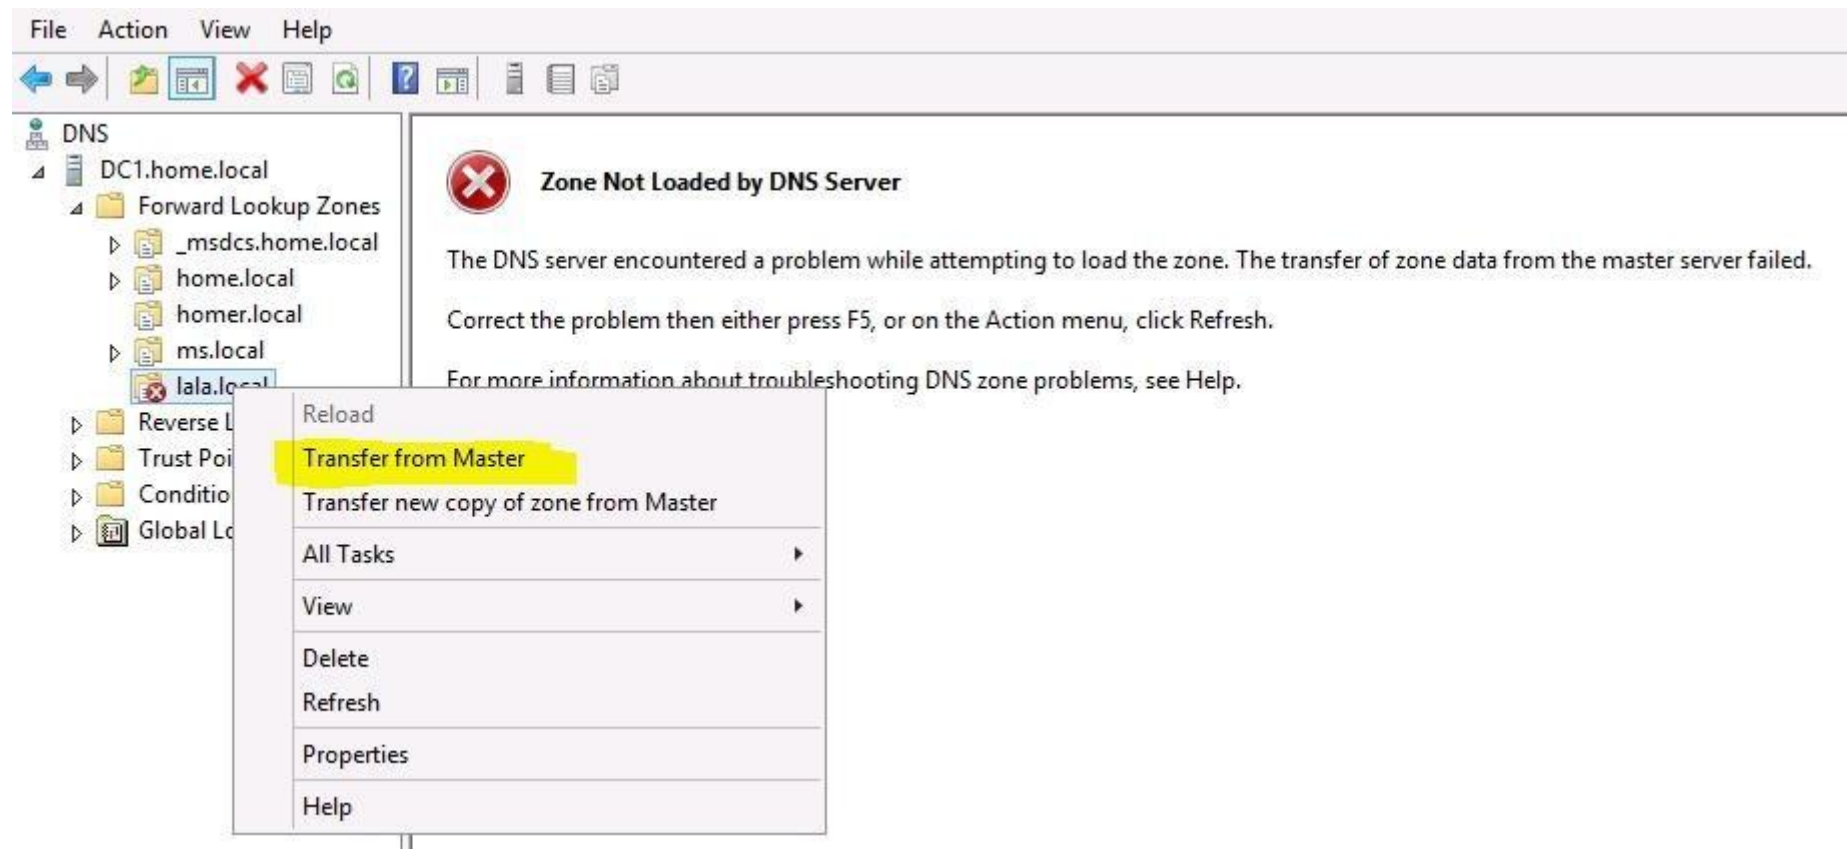 File Action View Help
DNS
DC1.home.local
Forward Lookup Zones
_msdcs.home.local
home.local
homer.local
ms.local
lala.local
Reverse L
Trust Poi
Conditio
Global Lo
Zone Not Loaded by DNS Server
The DNS server encountered a problem while attempting to load the zone. The transfer of zone data from the master server failed.
Correct the problem then either press F5, or on the Action menu, click Refresh.
For more information about troubleshooting DNS zone problems, see Help.
Reload
Transfer from Master
Transfer new copy of zone from Master
All Tasks
View
Delete
Refresh
Properties
Help